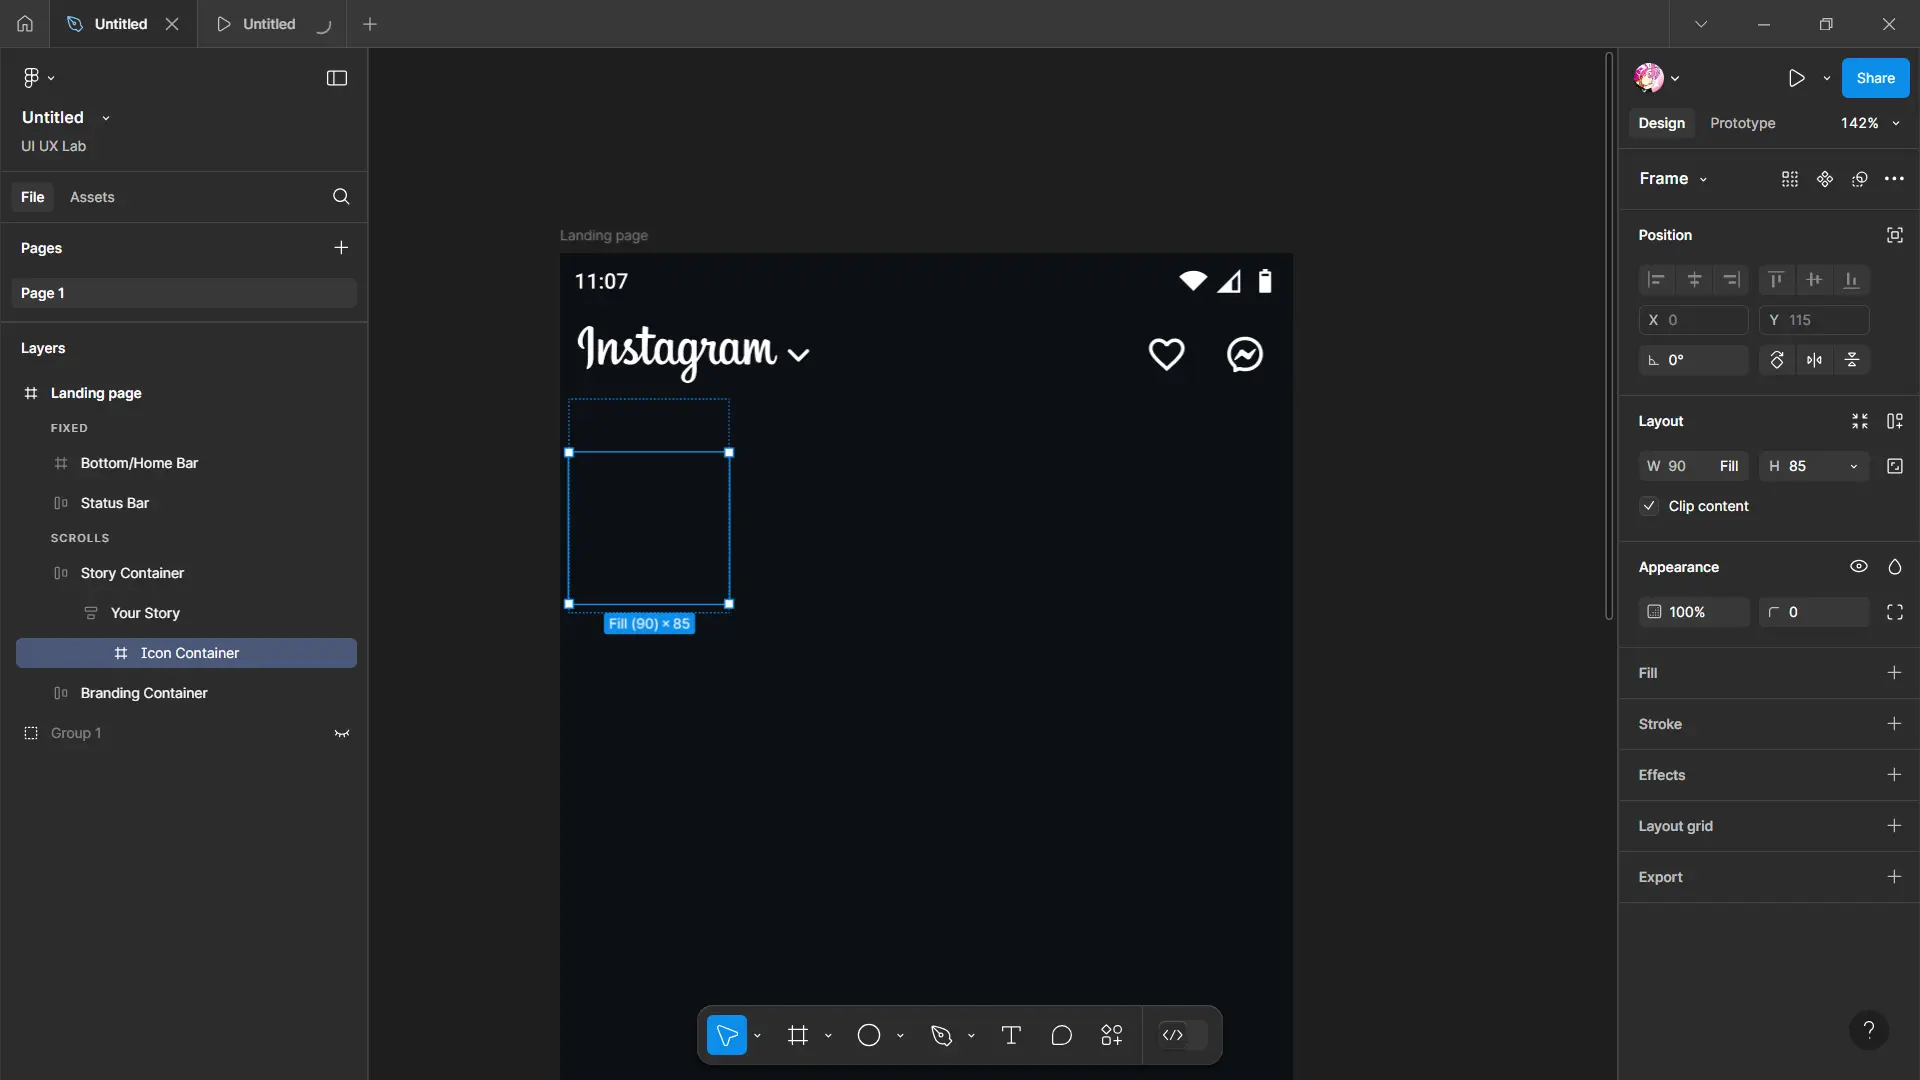 Untitled
Untitled
Untitled
UI UX Lab
File
Assets
Pages
Page 1
Layers
Landing page
FIXED
Bottom/Home Bar
Status Bar
SCROLLS
Story Container
Your Story
Icon Container
Branding Container
Group 1
Landing page
11:07
Instagram
Fill (90) × 85
Share
Design
Prototype
142%
Frame
Position
X 0
Y 115
0°
Layout
W 90 Fill
H 85
Clip content
Appearance
100%
0
Fill
Stroke
Effects
Layout grid
Export
?